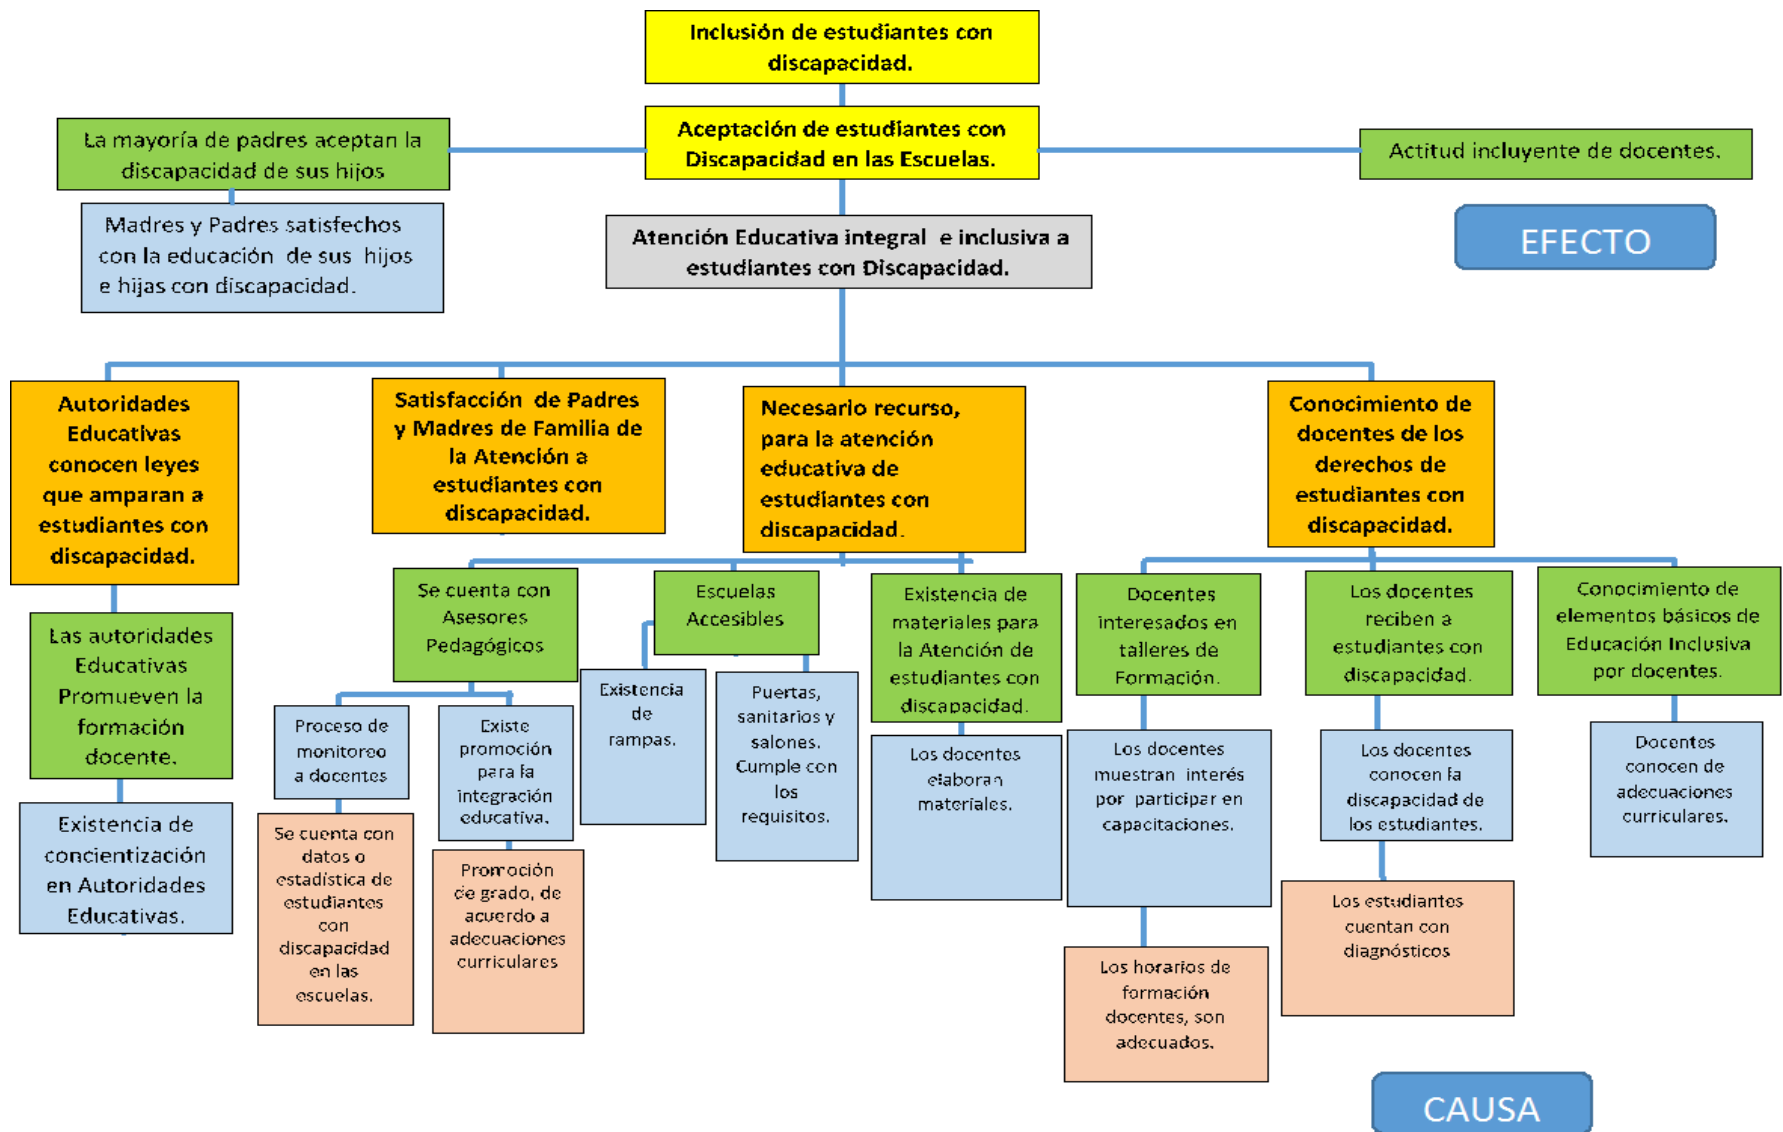 Inclusión de estudiantes con
discapacidad.
La mayoría de padres aceptan la
discapacidad de sus hijos
Aceptación de estudiantes con
Discapacidad en las Escuelas.
Actitud incluyente de docentes.
Madres y Padres satisfechos
con la educación de sus hijos
e hijas con discapacidad.
Atención Educativa integral e inclusiva a
estudiantes con Discapacidad.
EFECTO
Autoridades
Educativas
conocen leyes
que amparan a
estudiantes con
discapacidad.
Satisfacción de Padres
y Madres de Familia de
la Atención a
estudiantes con
discapacidad.
Necesario recurso,
para la atención
educativa de
estudiantes con
discapacidad.
Conocimiento de
docentes de los
derechos de
estudiantes con
discapacidad.
Las autoridades
Educativas
Promueven la
formación
docente.
Se cuenta con
Asesores
Pedagógicos
Escuelas
Accesibles
Existencia de
materiales para
la Atención de
estudiantes con
discapacidad.
Docentes
interesados en
talleres de
Formación.
Los docentes
reciben a
estudiantes con
discapacidad.
Conocimiento de
elementos básicos de
Educación Inclusiva
por docentes.
Existencia de
concientización
en Autoridades
Educativas.
Proceso de
monitoreo
a docentes
Existe
promoción
para la
integración
educativa.
Existencia
de
rampas.
Puertas,
sanitarios y
salones.
Cumple con
los
requisitos.
Los docentes
elaboran
materiales.
Los docentes
muestran interés
por participar en
capacitaciones.
Los docentes
conocen la
discapacidad de
los estudiantes.
Docentes
conocen de
adecuaciones
curriculares.
Se cuenta con
datos o
estadística de
estudiantes
con
discapacidad
en las
escuelas.
Promoción
de grado, de
acuerdo a
adecuaciones
curriculares
Los horarios de
formación
docentes, son
adecuados.
Los estudiantes
cuentan con
diagnósticos
CAUSA